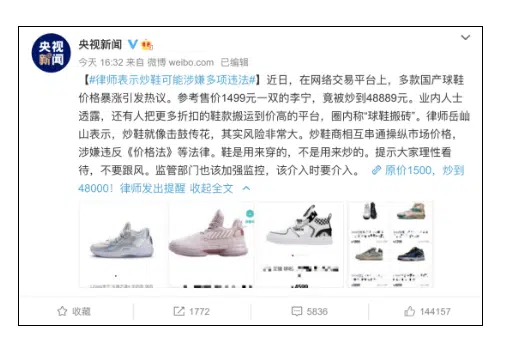 央视新闻
央视新闻
今天 16:32 来自 微博 weibo.com 已编辑
【#律师表示炒鞋可能涉嫌多项违法#】近日，在网络交易平台上，多款国产球鞋
价格暴涨引发热议。参考售价1499元一双的李宁，竟被炒到48889元。业内人士
透露，还有人把更多折扣的鞋款搬运到价高的平台，圈内称“球鞋搬砖”。律师岳屾
山表示，炒鞋就像击鼓传花，其实风险非常大。炒鞋商相互串通操纵市场价格，
涉嫌违反《价格法》等法律。鞋是用来穿的，不是用来炒的。提示大家理性看
待，不要跟风。监管部门也该加强监控，该介入时要介入。 原价1500，炒到
48000！律师发出提醒 收起全文
收藏
1772
5836
144157